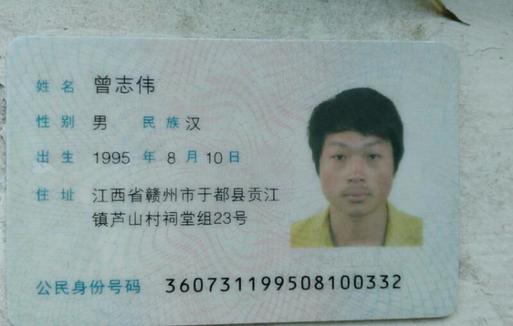 姓名 曾志伟
性别 男 民族 汉
出生 1995 年 8 月 10 日
住址 江西省赣州市于都县贡江
镇芦山村祠堂组23号
公民身份号码 360731199508100332